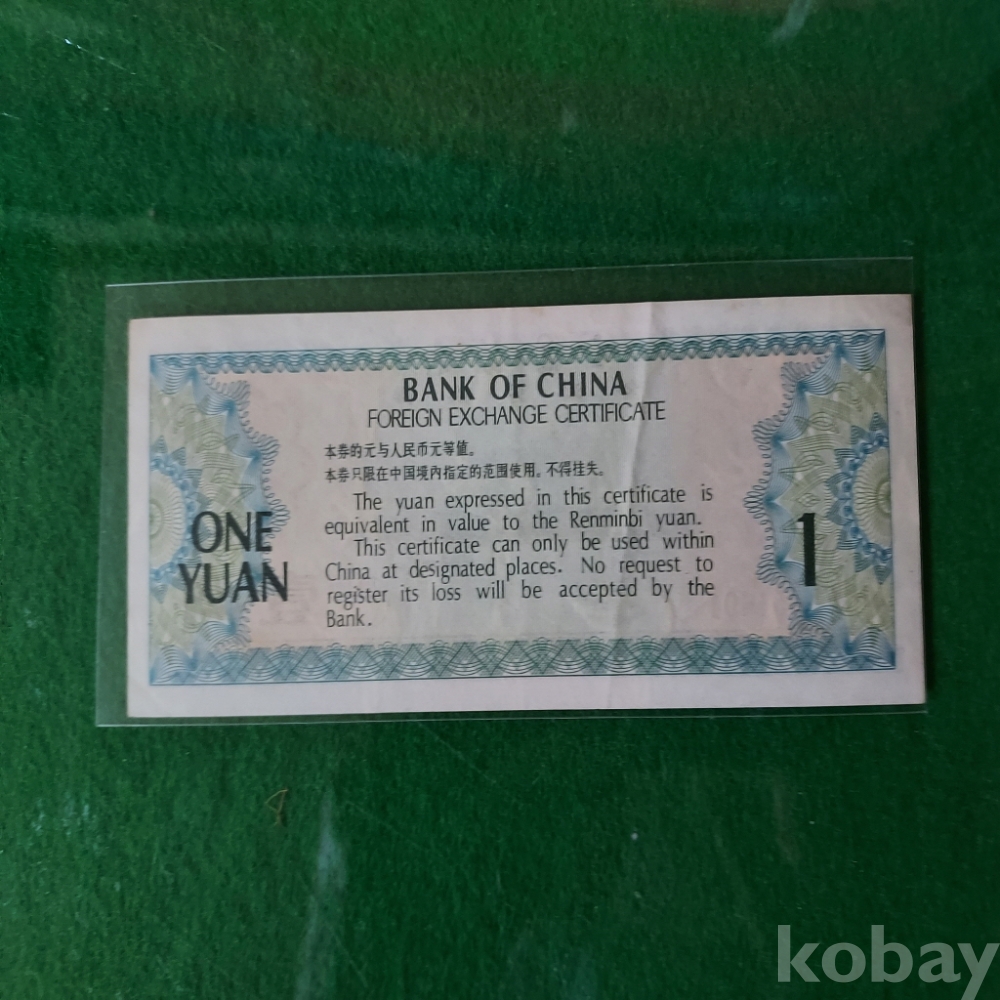 BANK OF CHINA
FOREIGN EXCHANGE CERTIFICATE
本券的元与人民币元等值。
本券只限在中国境内指定的范围使用。不得挂失。
The yuan expressed in this certificate is
equivalent in value to the Renminbi yuan.
This certificate can only be used within
China at designated places. No request to
register its loss will be accepted by the
Bank.
ONE
YUAN
1
kobay